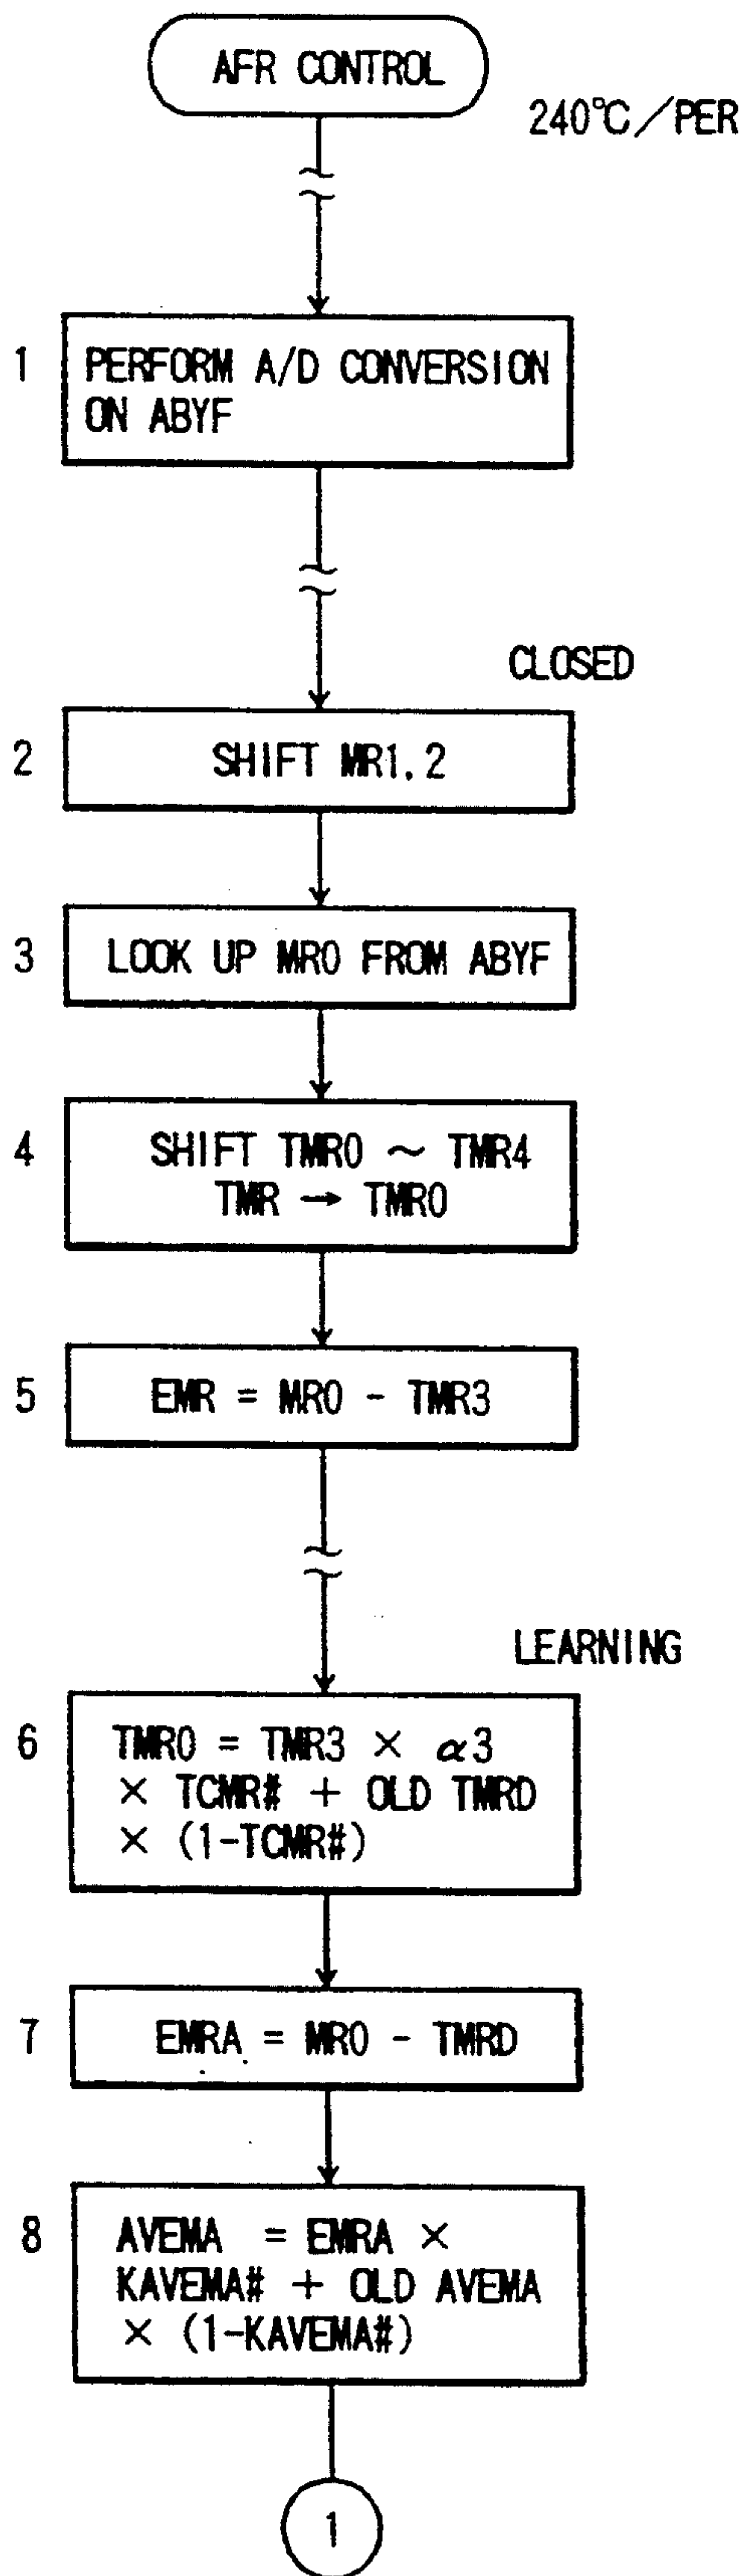 AFR CONTROL
240℃/PER
1
PERFORM A/D CONVERSION
ON ABYF
CLOSED
2
SHIFT MR1.2
3
LOOK UP MR0 FROM ABYF
4
SHIFT TMR0 ~ TMR4
TMR → TMR0
5
EMR = MR0 - TMR3
LEARNING
6
TMR0 = TMR3 × α3
× TCMR# + OLD TMRD
× (1-TCMR#)
7
EMRA = MR0 - TMRD
8
AVEMA = EMRA ×
KAVEMA# + OLD AVEMA
× (1-KAVEMA#)
1